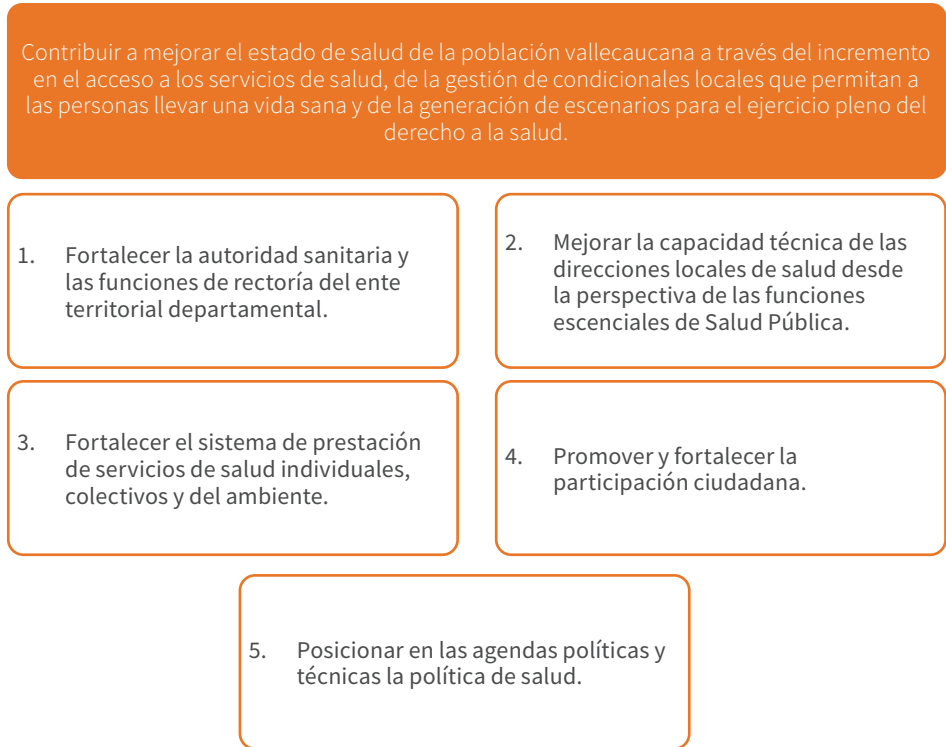 Contribuir a mejorar el estado de salud de la población vallecaucana a través del incremento
en el acceso a los servicios de salud, de la gestión de condicionales locales que permitan a
las personas llevar una vida sana y de la generación de escenarios para el ejercicio pleno del
derecho a la salud.
1. Fortalecer la autoridad sanitaria y
las funciones de rectoría del ente
territorial departamental.
2. Mejorar la capacidad técnica de las
direcciones locales de salud desde
la perspectiva de las funciones
escenciales de Salud Pública.
3. Fortalecer el sistema de prestación
de servicios de salud individuales,
colectivos y del ambiente.
4. Promover y fortalecer la
participación ciudadana.
5. Posicionar en las agendas políticas y
técnicas la política de salud.